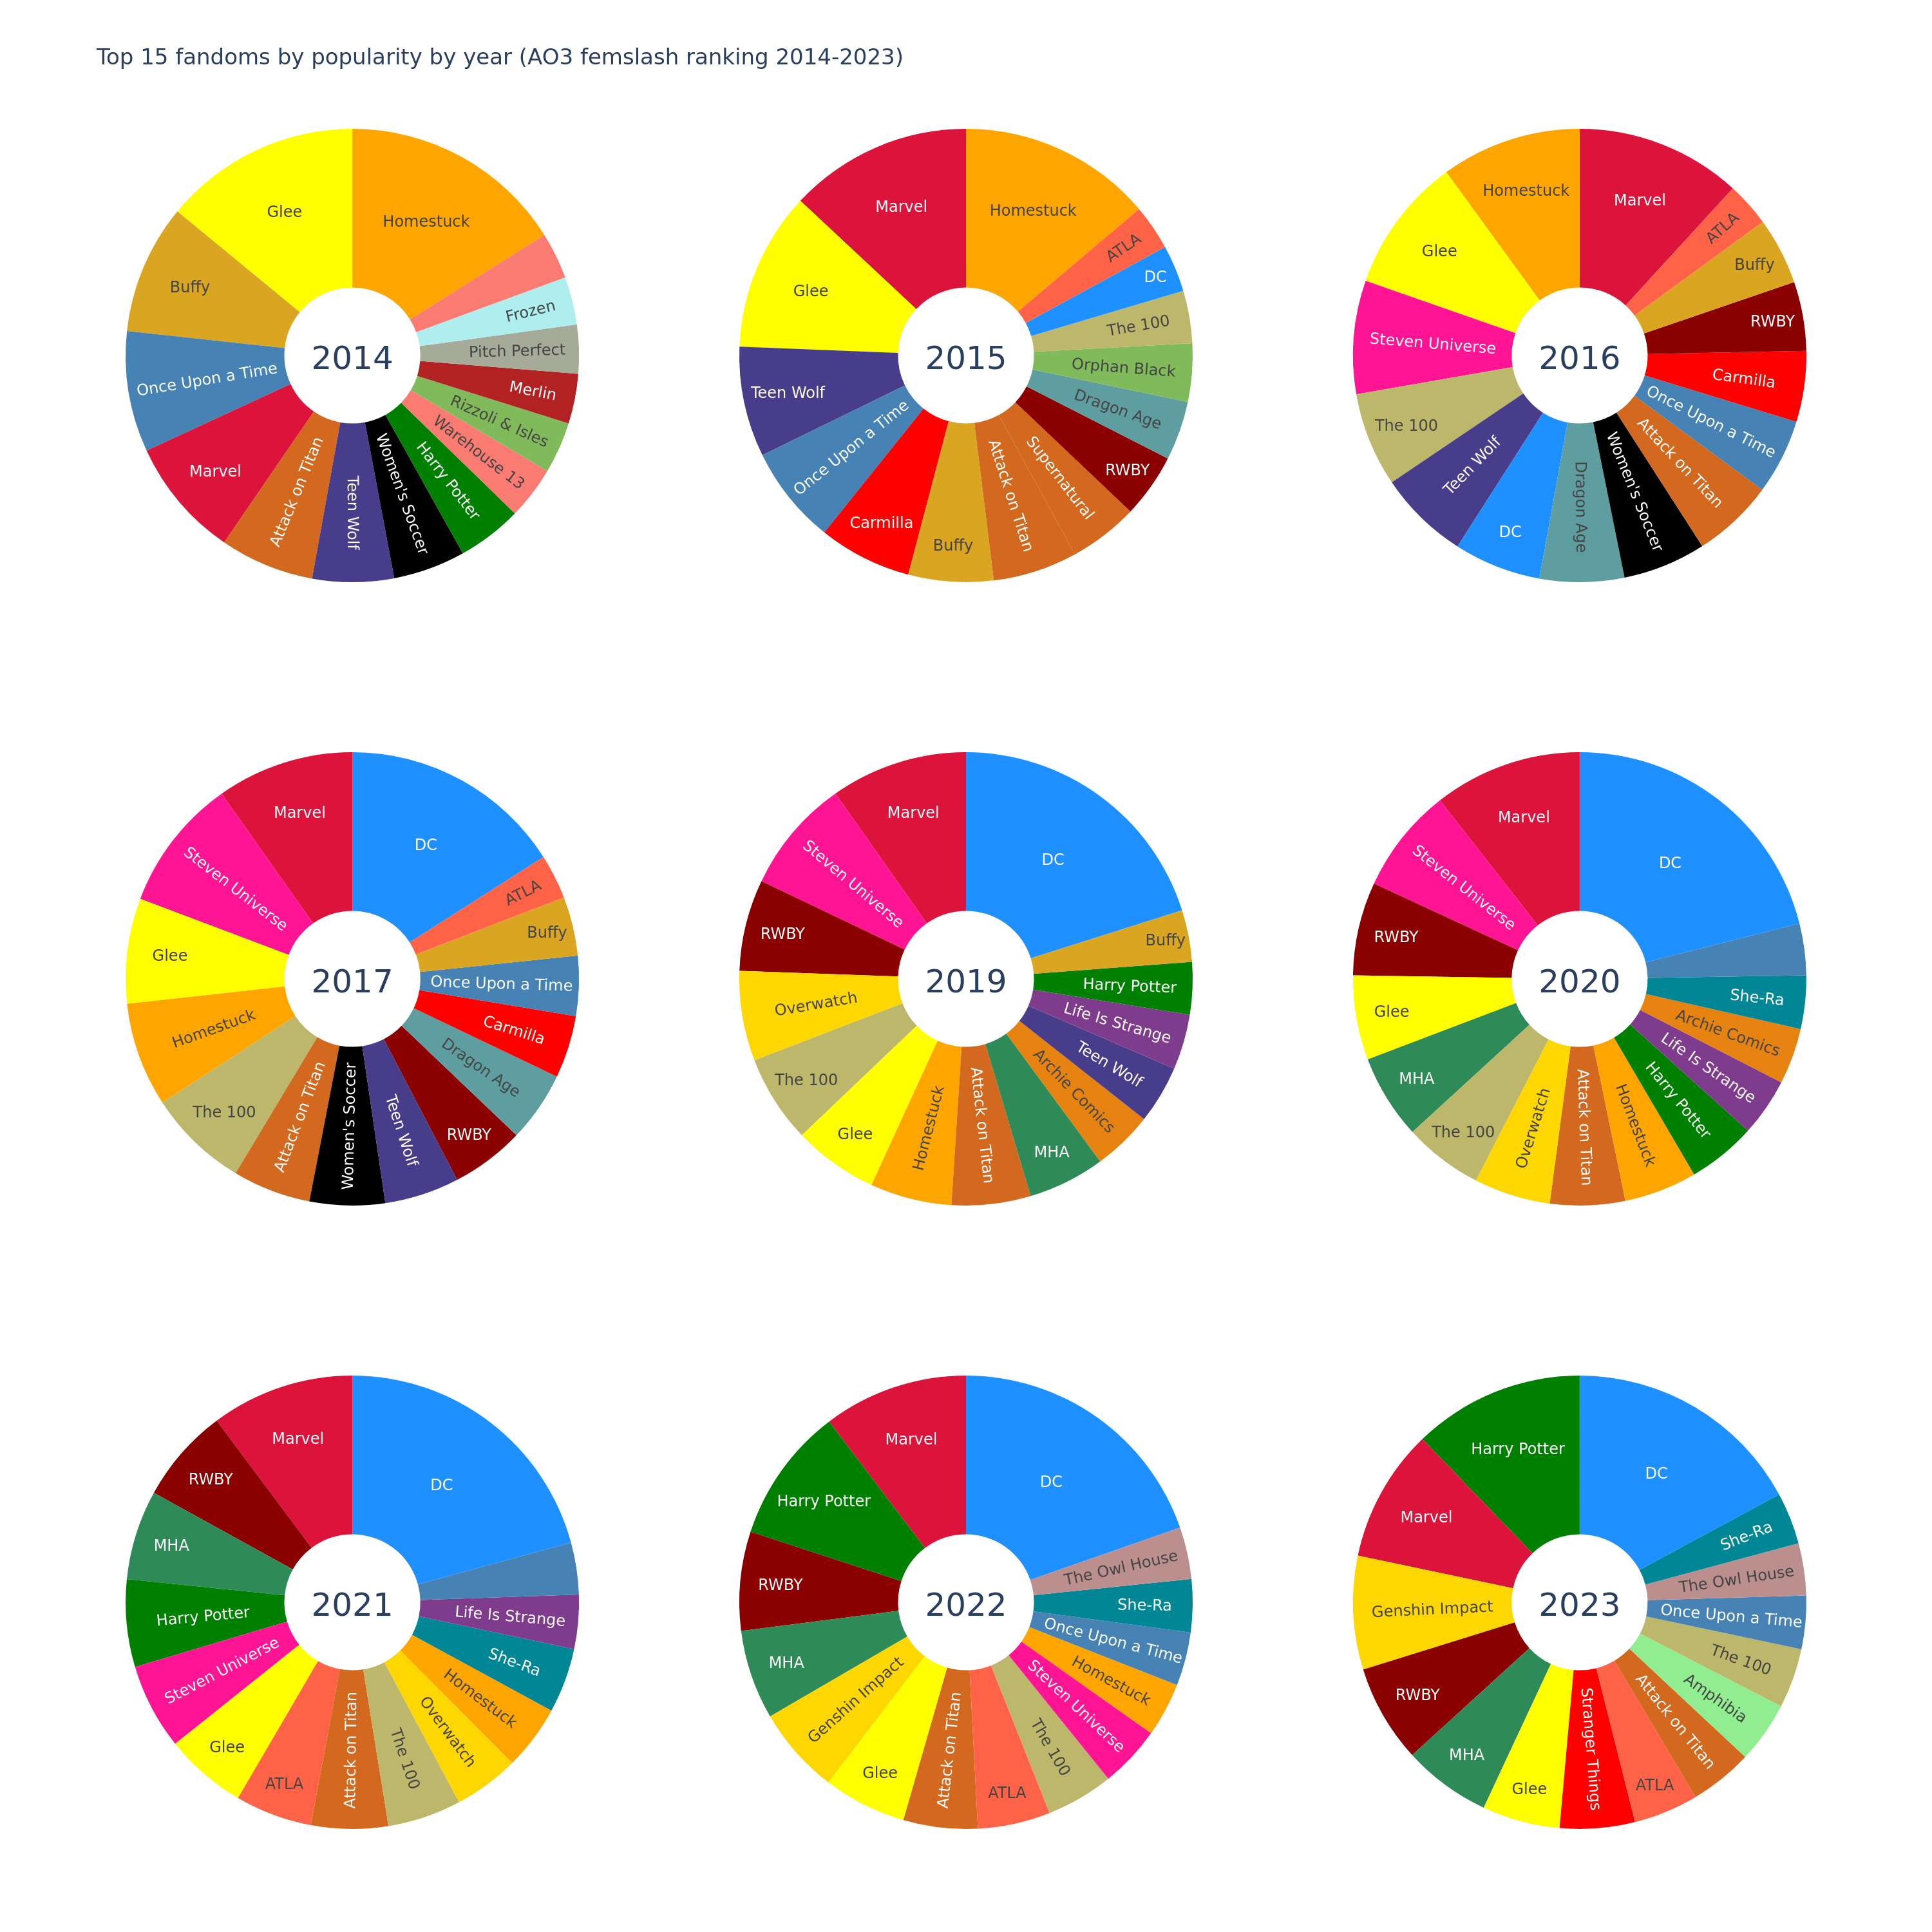 Top 15 fandoms by popularity by year (AO3 femslash ranking 2014-2023)
2014
Homestuck
Frozen
Pitch Perfect
Merlin
Rizzoli & Isles
Warehouse 13
Harry Potter
Women's Soccer
Teen Wolf
Attack on Titan
Marvel
Once Upon a Time
Buffy
Glee
2015
Homestuck
ATLA
DC
The 100
Orphan Black
Dragon Age
RWBY
Supernatural
Attack on Titan
Buffy
Carmilla
Once Upon a Time
Teen Wolf
Glee
Marvel
2016
Marvel
ATLA
Buffy
RWBY
Carmilla
Once Upon a Time
Attack on Titan
Women's Soccer
Dragon Age
DC
Teen Wolf
The 100
Steven Universe
Glee
Homestuck
2017
DC
ATLA
Buffy
Once Upon a Time
Carmilla
Dragon Age
RWBY
Teen Wolf
Women's Soccer
Attack on Titan
The 100
Homestuck
Glee
Steven Universe
Marvel
2019
DC
Buffy
Harry Potter
Life Is Strange
Teen Wolf
Archie Comics
MHA
Attack on Titan
Homestuck
Glee
The 100
Overwatch
RWBY
Steven Universe
Marvel
2020
DC
She-Ra
Archie Comics
Life Is Strange
Harry Potter
Homestuck
Attack on Titan
Overwatch
The 100
MHA
Glee
RWBY
Steven Universe
Marvel
2021
DC
Life Is Strange
She-Ra
Homestuck
Overwatch
The 100
Attack on Titan
ATLA
Glee
Steven Universe
Harry Potter
MHA
RWBY
Marvel
2022
DC
The Owl House
She-Ra
Once Upon a Time
Homestuck
Steven Universe
The 100
ATLA
Attack on Titan
Glee
Genshin Impact
MHA
RWBY
Harry Potter
Marvel
2023
DC
She-Ra
The Owl House
Once Upon a Time
The 100
Amphibia
Attack on Titan
ATLA
Stranger Things
Glee
MHA
RWBY
Genshin Impact
Marvel
Harry Potter